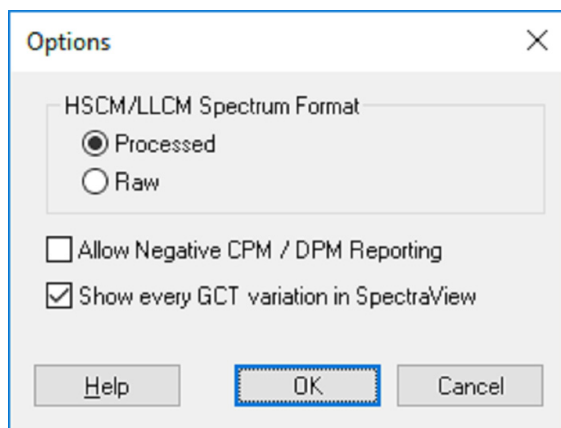 Options
HSCM/LLCM Spectrum Format
Processed
Raw
Allow Negative CPM / DPM Reporting
Show every GCT variation in SpectraView
Help
OK
Cancel